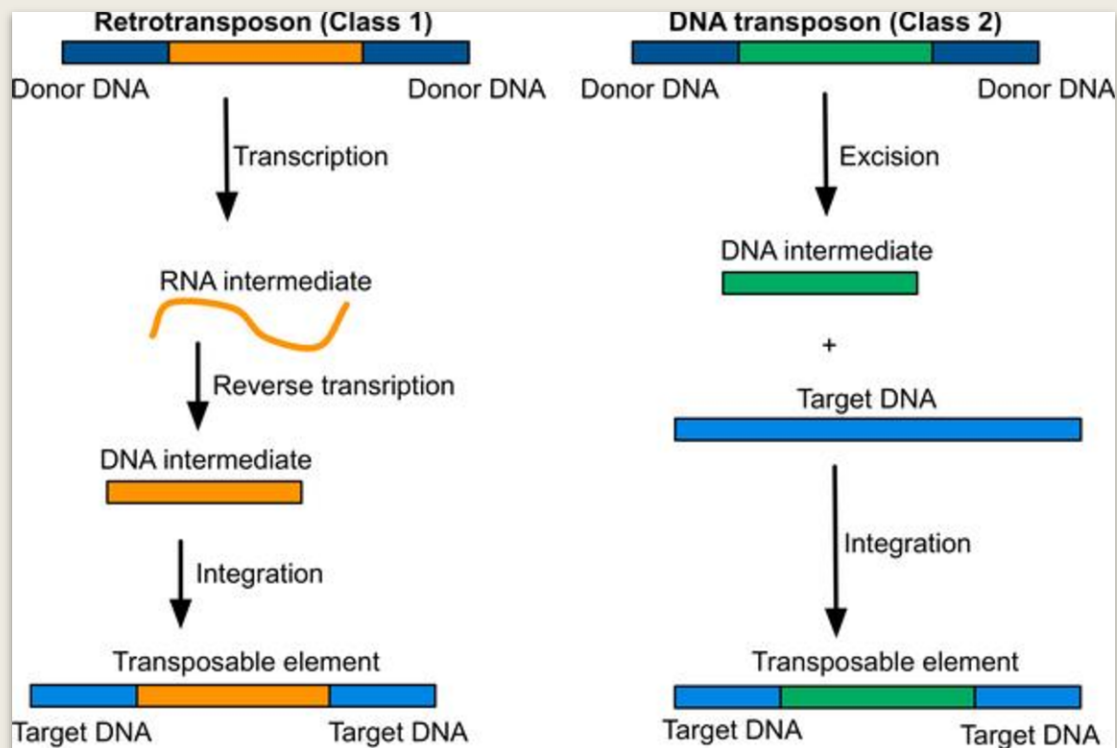 Retrotransposon (Class 1)
Donor DNA
Donor DNA
Transcription
RNA intermediate
Reverse transription
DNA intermediate
Integration
Transposable element
Target DNA
Target DNA
DNA transposon (Class 2)
Donor DNA
Donor DNA
Excision
DNA intermediate
+
Target DNA
Integration
Transposable element
Target DNA
Target DNA